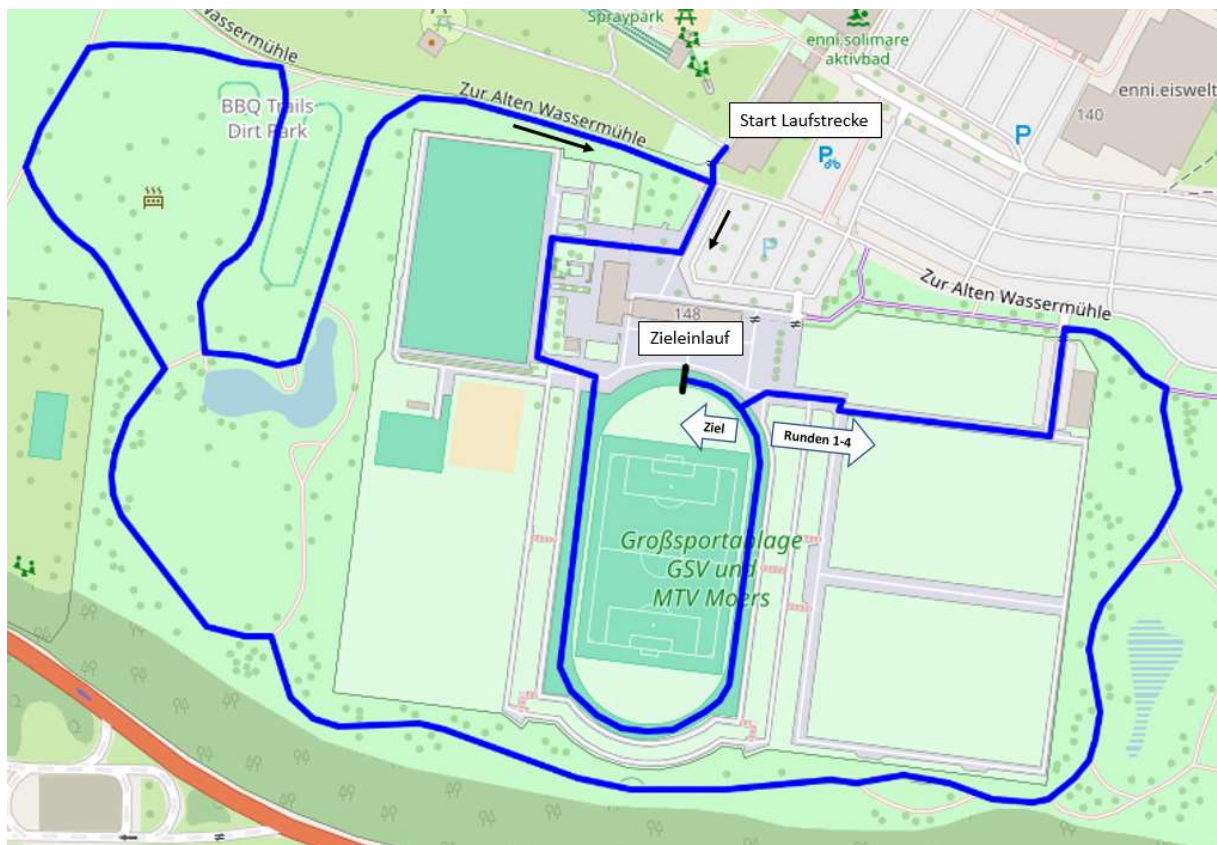 Spraypark
enni.solimare
aktivbad
Wassermühle
BBQ Trails
Dirt Park
Zur Alten Wassermühle
Start Laufstrecke
enni.eiswelt
140
P
P
P
Zur Alten Wassermühle
148
Zieleinlauf
Ziel
Runden 1-4
Großsportanlage
GSV und
MTV Moers